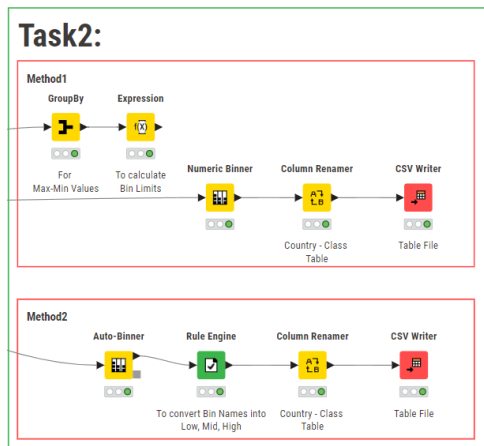 Task2:
Method1
GroupBy
Expression
f(X)
For
Max-Min Values
To calculate
Bin Limits
Numeric Binner
Column Renamer
CSV Writer
Country - Class
Table
Table File
Method2
Auto-Binner
Rule Engine
Column Renamer
CSV Writer
To convert Bin Names into
Low, Mid, High
Country - Class
Table
Table File